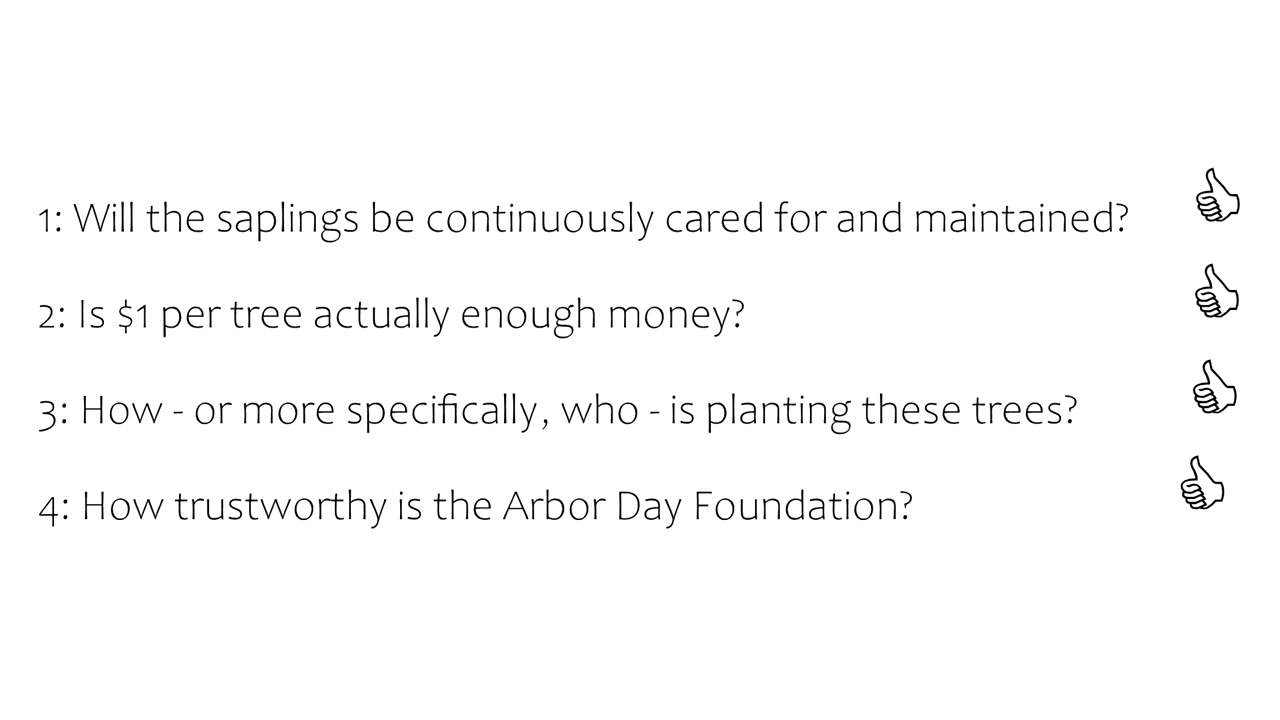 1: Will the saplings be continuously cared for and maintained?
2: Is $1 per tree actually enough money?
3: How - or more specifically, who - is planting these trees?
4: How trustworthy is the Arbor Day Foundation?